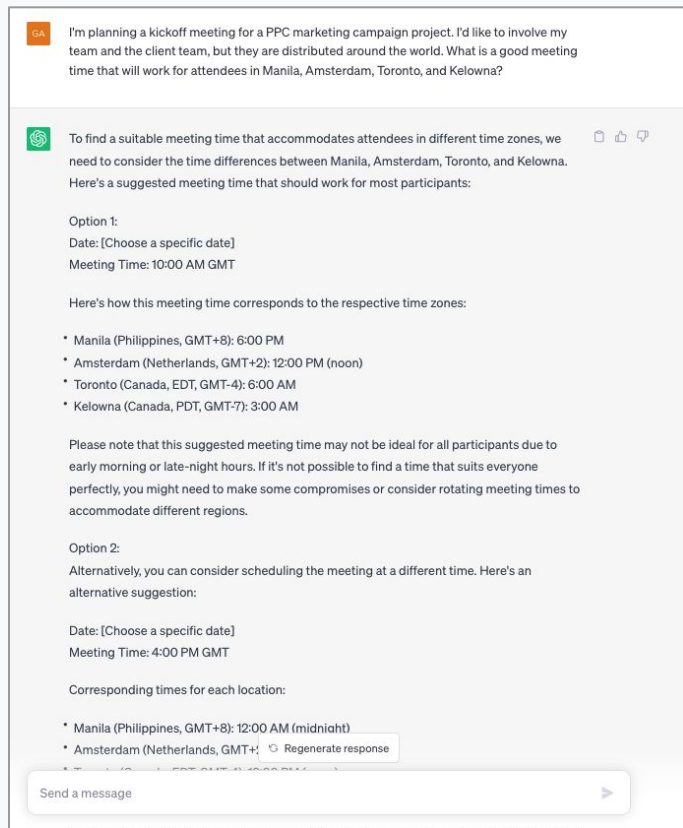 GA
I'm planning a kickoff meeting for a PPC marketing campaign project. I'd like to involve my
team and the client team, but they are distributed around the world. What is a good meeting
time that will work for attendees in Manila, Amsterdam, Toronto, and Kelowna?
To find a suitable meeting time that accommodates attendees in different time zones, we
need to consider the time differences between Manila, Amsterdam, Toronto, and Kelowna.
Here's a suggested meeting time that should work for most participants:
Option 1:
Date: [Choose a specific date]
Meeting Time: 10:00 AM GMT
Here's how this meeting time corresponds to the respective time zones:
• Manila (Philippines, GMT+8): 6:00 PM
• Amsterdam (Netherlands, GMT+2): 12:00 PM (noon)
• Toronto (Canada, EDT, GMT-4): 6:00 AM
• Kelowna (Canada, PDT, GMT-7): 3:00 AM
Please note that this suggested meeting time may not be ideal for all participants due to
early morning or late-night hours. If it's not possible to find a time that suits everyone
perfectly, you might need to make some compromises or consider rotating meeting times to
accommodate different regions.
Option 2:
Alternatively, you can consider scheduling the meeting at a different time. Here's an
alternative suggestion:
Date: [Choose a specific date]
Meeting Time: 4:00 PM GMT
Corresponding times for each location:
• Manila (Philippines, GMT+8): 12:00 AM (midnight)
• Amsterdam (Netherlands, GMT+
Regenerate response
Send a message